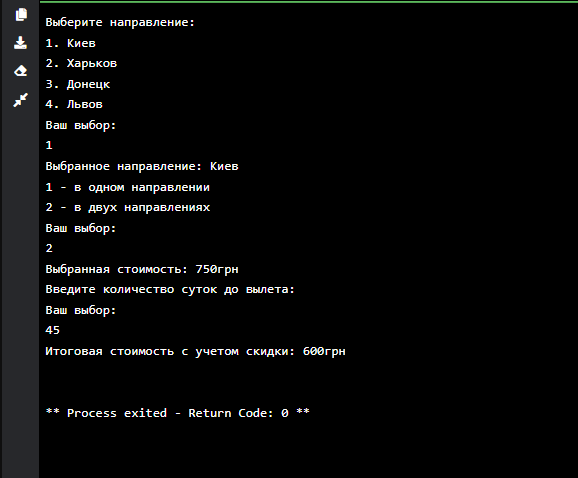 Выберите направление:
1. Киев
2. Харьков
3. Донецк
4. Львов
Ваш выбор:
1
Выбранное направление: Киев
1 - в одном направлении
2 - в двух направлениях
Ваш выбор:
2
Выбранная стоимость: 750грн
Введите количество суток до вылета:
Ваш выбор:
45
Итоговая стоимость с учетом скидки: 600грн
** Process exited - Return Code: 0 **